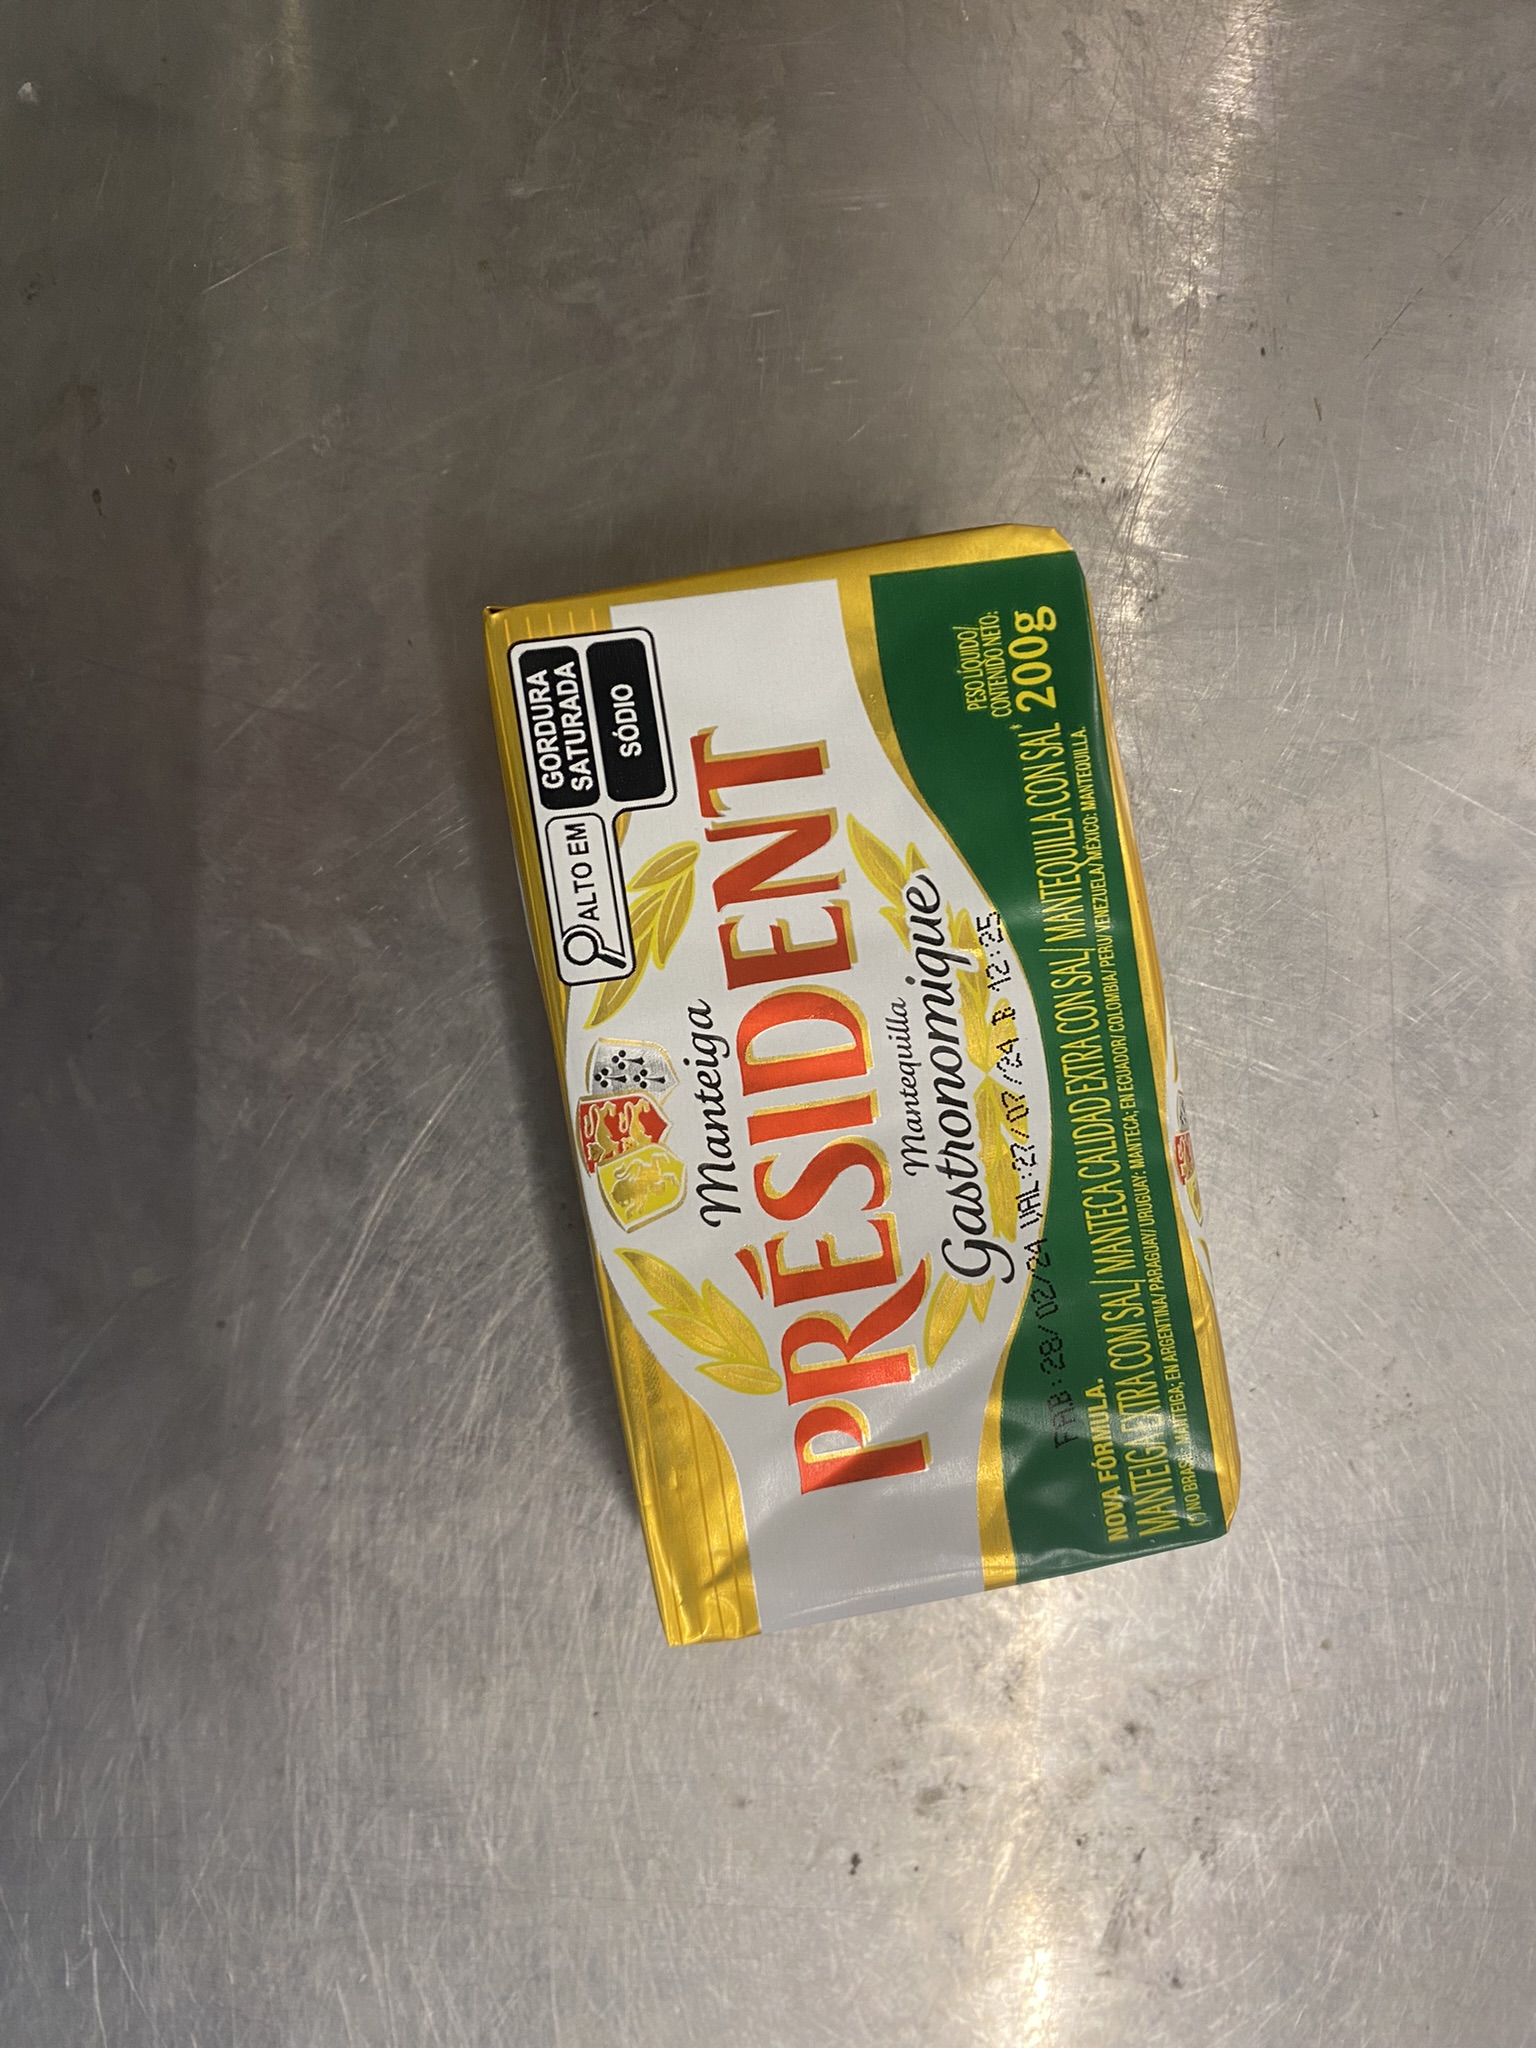 ALTO EM
GORDURA
SATURADA
SÓDIO
Manteiga
PRÉSIDENT
Mantequilla
Gastronomique
FAB:28/02/24 VAL:27/07/24 B 12:25
PESO LÍQUIDO/
CONTENIDO NETO:
200g
NOVA FÓRMULA.
MANTEIGA EXTRA COM SAL/ MANTECA CALIDAD EXTRA CON SAL/ MANTEQUILLA CON SAL*
NO BRASIL: MANTEIGA; EN ARGENTINA/ PARAGUAY/ URUGUAY: MANTECA; EN ECUADOR/ COLOMBIA/ PERU/ VENEZUELA/ MÉXICO: MANTEQUILLA.